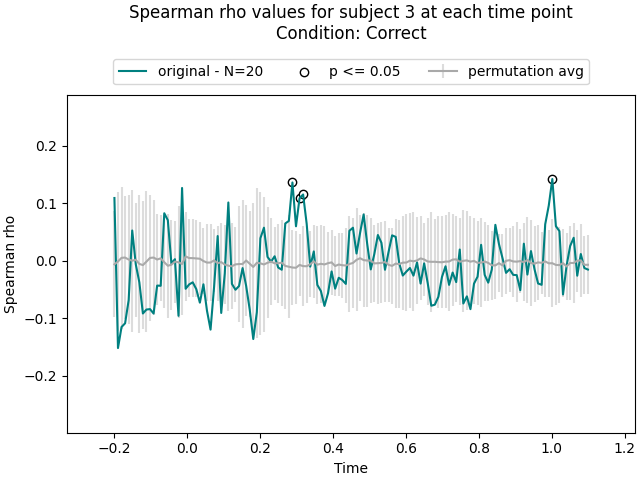 Spearman rho values for subject 3 at each time point
Condition: Correct
original - N=20
p <= 0.05
permutation avg
Spearman rho
0.2
0.1
0.0
−0.1
−0.2
−0.2
0.0
0.2
0.4
0.6
0.8
1.0
1.2
Time